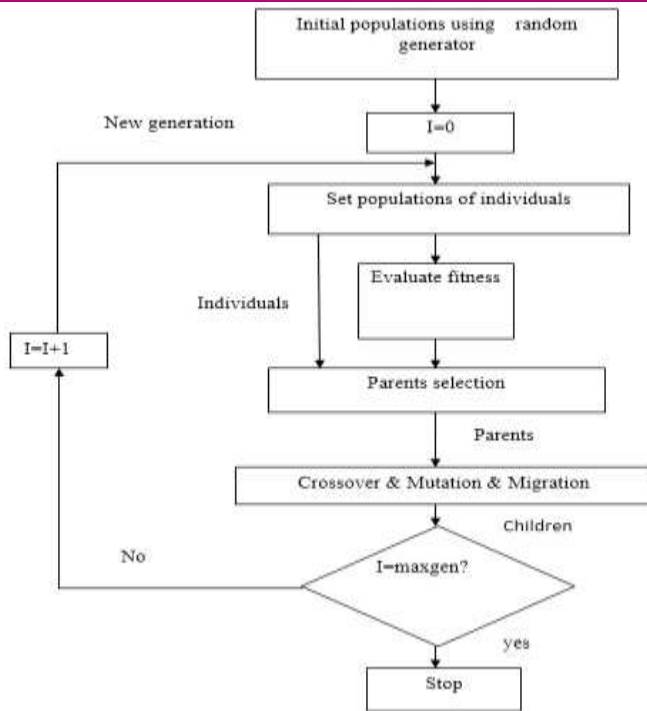 Initial populations using random
generator
New generation
I=0
Set populations of individuals
Evaluate fitness
Individuals
I=I+1
Parents selection
Parents
Crossover & Mutation & Migration
Children
No
I=maxgen?
yes
Stop